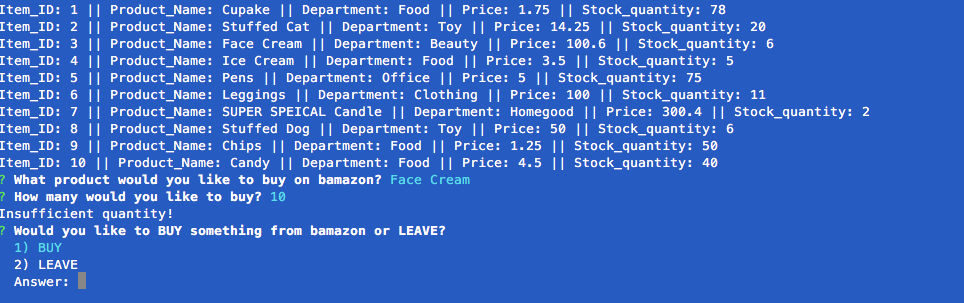 Item_ID: 1 || Product_Name: Cupake || Department: Food || Price: 1.75 || Stock_quantity: 78
Item_ID: 2 || Product_Name: Stuffed Cat || Department: Toy || Price: 14.25 || Stock_quantity: 20
Item_ID: 3 || Product_Name: Face Cream || Department: Beauty || Price: 100.6 || Stock_quantity: 6
Item_ID: 4 || Product_Name: Ice Cream || Department: Food || Price: 3.5 || Stock_quantity: 5
Item_ID: 5 || Product_Name: Pens || Department: Office || Price: 5 || Stock_quantity: 75
Item_ID: 6 || Product_Name: Leggings || Department: Clothing || Price: 100 || Stock_quantity: 11
Item_ID: 7 || Product_Name: SUPER SPEICAL Candle || Department: Homegood || Price: 300.4 || Stock_quantity: 2
Item_ID: 8 || Product_Name: Stuffed Dog || Department: Toy || Price: 50 || Stock_quantity: 6
Item_ID: 9 || Product_Name: Chips || Department: Food || Price: 1.25 || Stock_quantity: 50
Item_ID: 10 || Product_Name: Candy || Department: Food || Price: 4.5 || Stock_quantity: 40
? What product would you like to buy on bamazon? Face Cream
? How many would you like to buy? 10
Insufficient quantity!
? Would you like to BUY something from bamazon or LEAVE?
1) BUY
2) LEAVE
Answer: